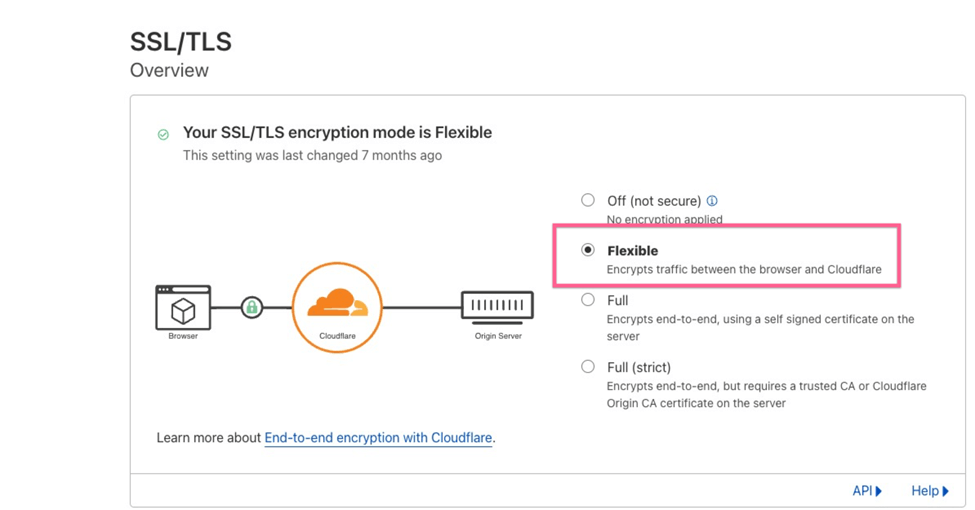 SSL/TLS
Overview
Your SSL/TLS encryption mode is Flexible
This setting was last changed 7 months ago
Off (not secure)
No encryption applied
Flexible
Encrypts traffic between the browser and Cloudflare
Full
Encrypts end-to-end, using a self signed certificate on the
server
Full (strict)
Encrypts end-to-end, but requires a trusted CA or Cloudflare
Origin CA certificate on the server
Browser
Cloudflare
Origin Server
Learn more about End-to-end encryption with Cloudflare.
API
Help